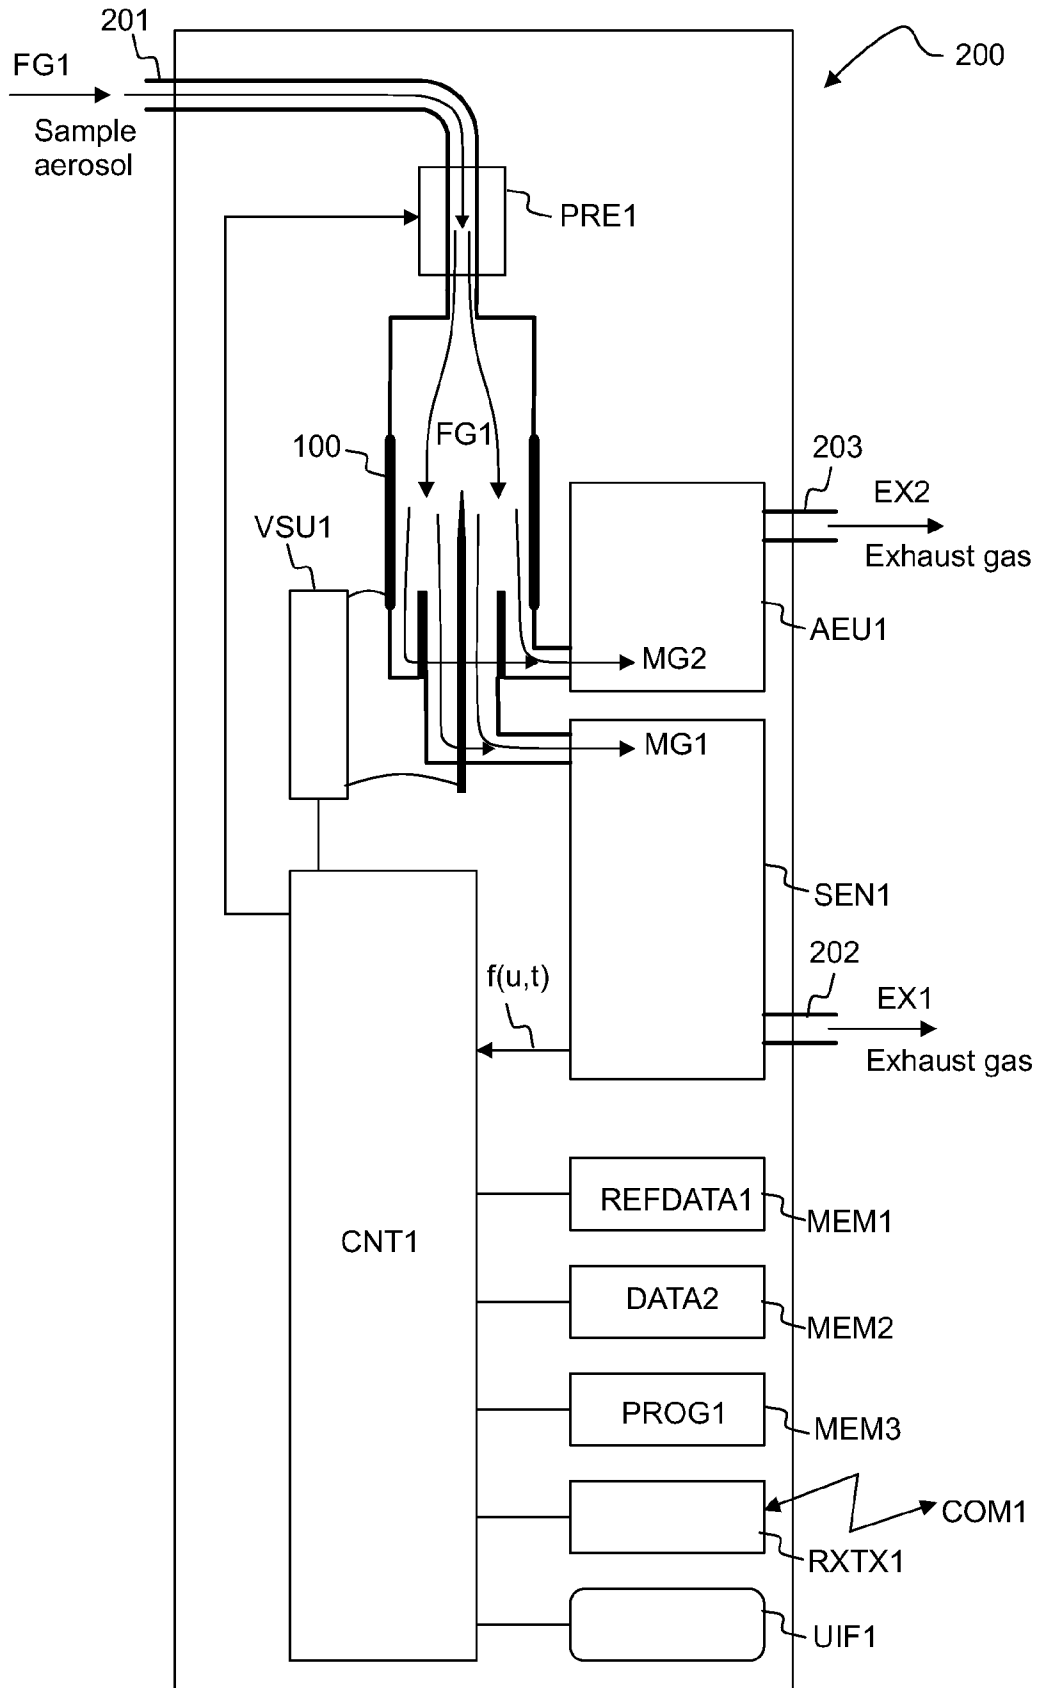 201
200
FG1
Sample
aerosol
PRE1
100
FG1
203
EX2
VSU1
Exhaust gas
AEU1
MG2
MG1
SEN1
202
f(u,t)
EX1
Exhaust gas
REFDATA1
MEM1
CNT1
DATA2
MEM2
PROG1
MEM3
COM1
RXTX1
UIF1